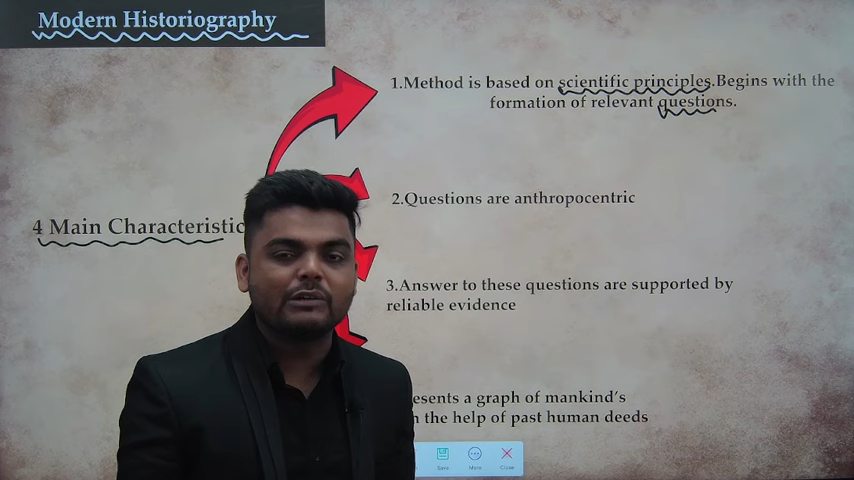 Modern Historiography
1.Method is based on scientific principles.Begins with the
formation of relevant questions.
2.Questions are anthropocentric
4 Main Characteristic
3.Answer to these questions are supported by
reliable evidence
a graph of mankind's
the help of past human deeds
Save More Close